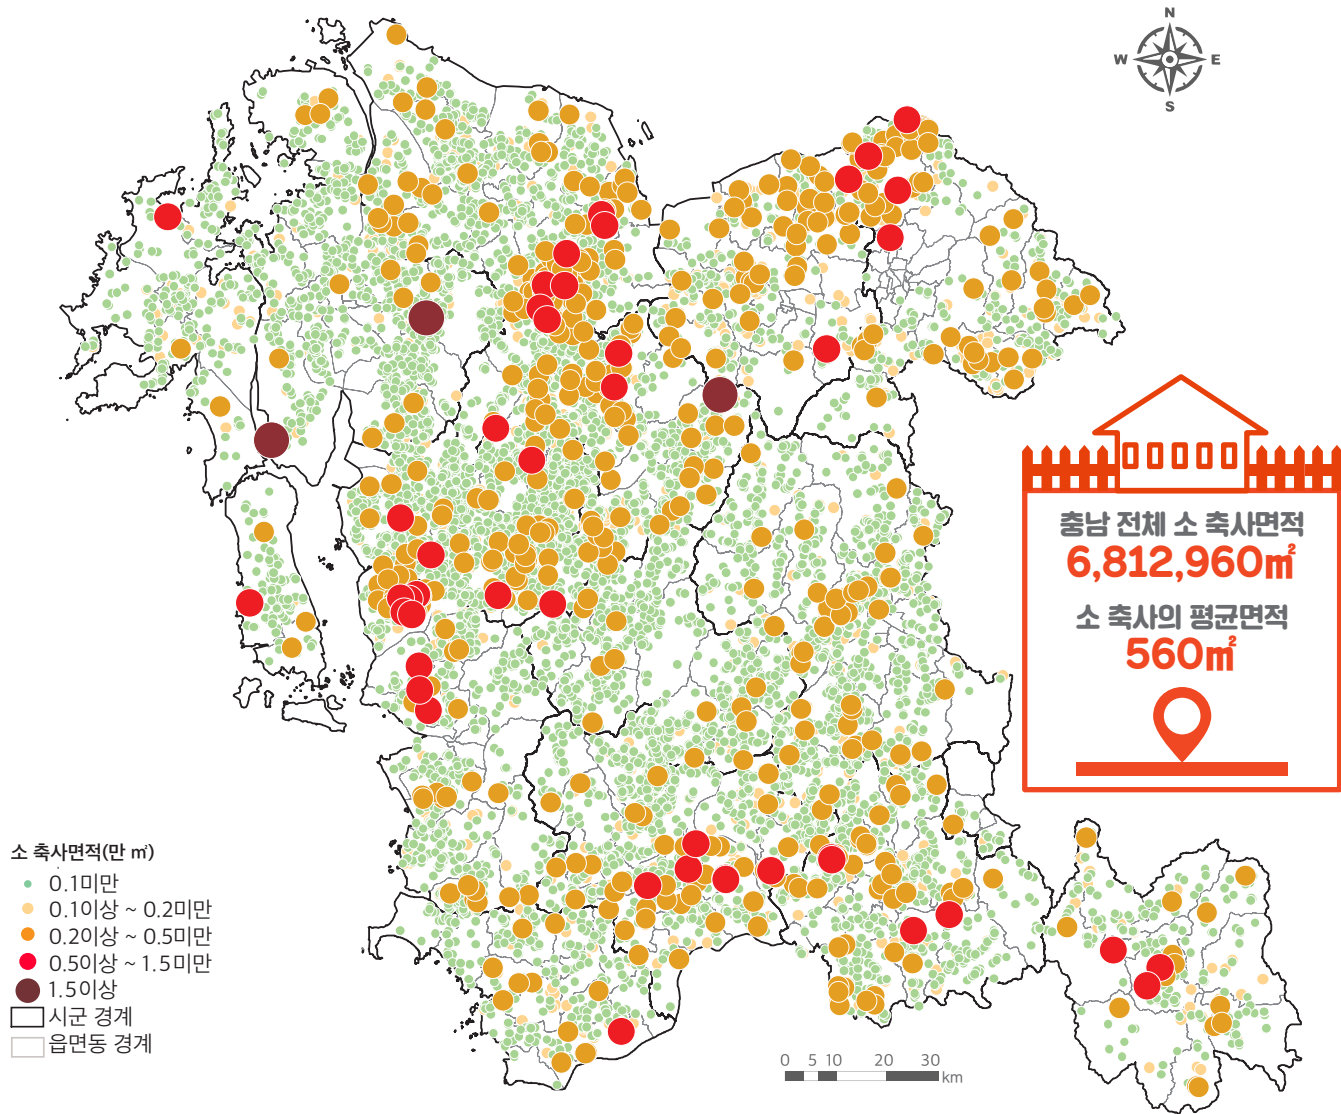 N
W E
S
충남 전체 소 축사면적
6,812,960㎡
소 축사의 평균면적
560㎡
소 축사면적(만 ㎡)
0.1미만
0.1이상 ~ 0.2미만
0.2이상 ~ 0.5미만
0.5이상 ~ 1.5미만
1.5이상
시군 경계
읍면동 경계
0 5 10 20 30
km